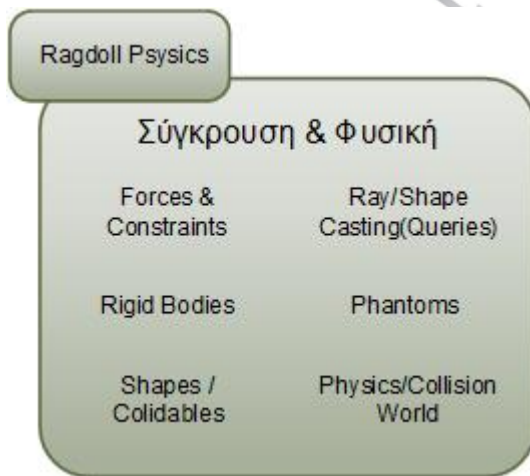 Ragdoll Psysics
Σύγκρουση & Φυσική
Forces &
Constraints
Ray/Shape
Casting(Queries)
Rigid Bodies
Phantoms
Shapes /
Colidables
Physics/Collision
World